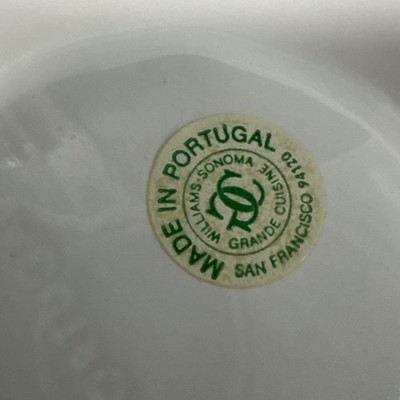 MADE IN PORTUGAL
SAN FRANCISCO 94120
WILLIAMS-SONOMA
GRANDE CUISINE